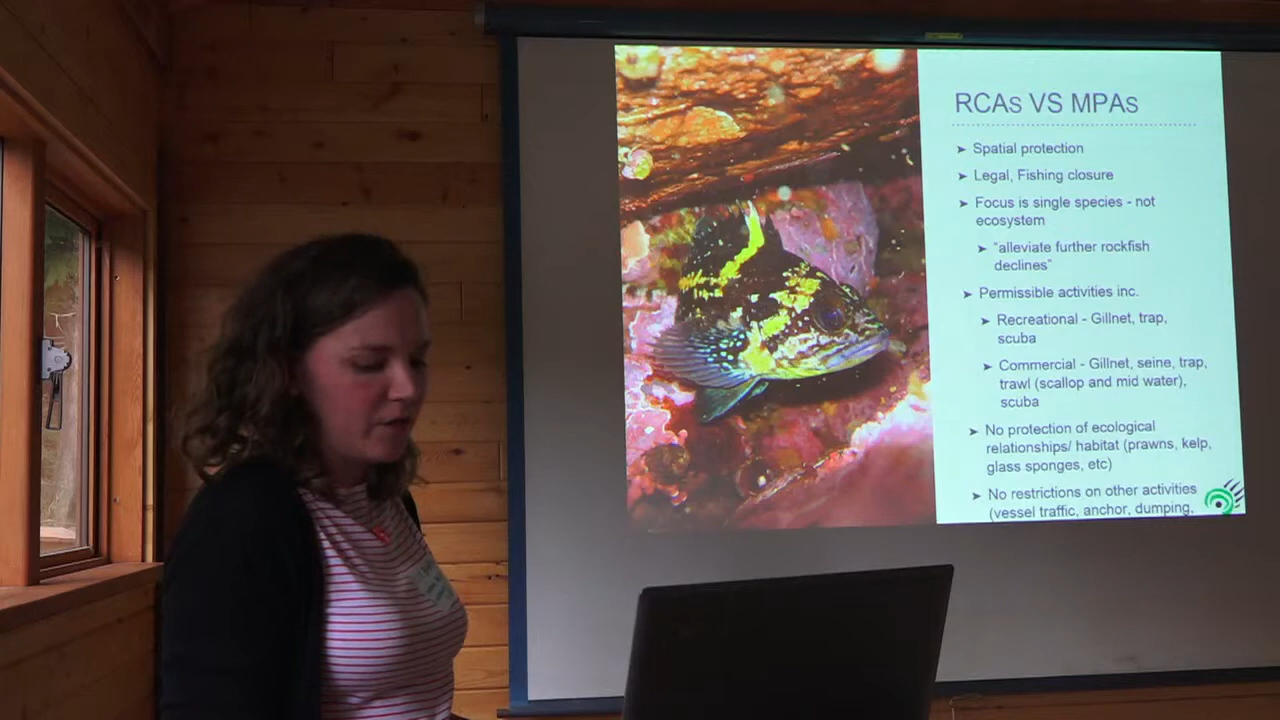 RCAs VS MPAs
➤ Spatial protection
➤ Legal, Fishing closure
➤ Focus is single species - not
ecosystem
➤ "alleviate further rockfish
declines"
➤ Permissible activities inc.
➤ Recreational - Gillnet, trap,
scuba
➤ Commercial - Gillnet, seine, trap,
trawl (scallop and mid water),
scuba
➤ No protection of ecological
relationships/ habitat (prawns, kelp,
glass sponges, etc)
➤ No restrictions on other activities
(vessel traffic, anchor, dumping,